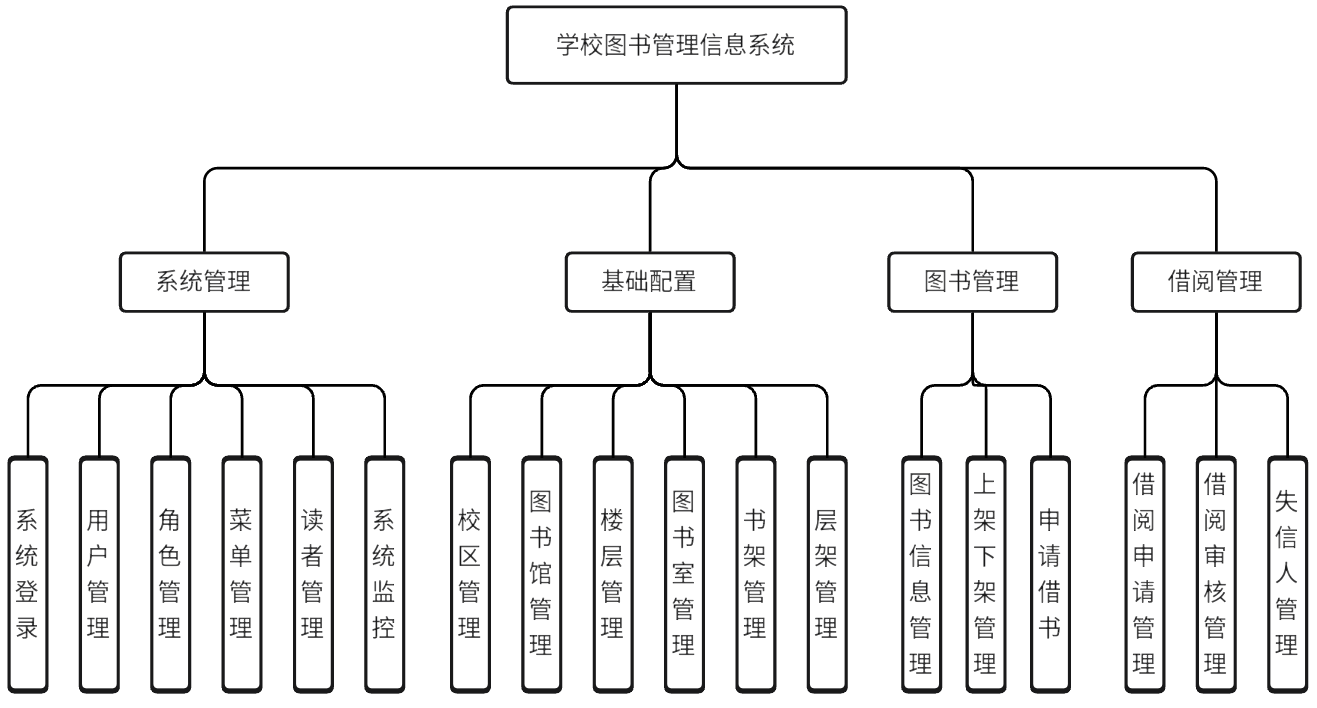 学校图书管理信息系统
系统管理
基础配置
图书管理
借阅管理
系统登录
用户管理
角色管理
菜单管理
读者管理
系统监控
校区管理
图书馆管理
楼层管理
图书室管理
书架管理
层架管理
图书信息管理
上架下架管理
申请借书
借阅申请管理
借阅审核管理
失信人管理